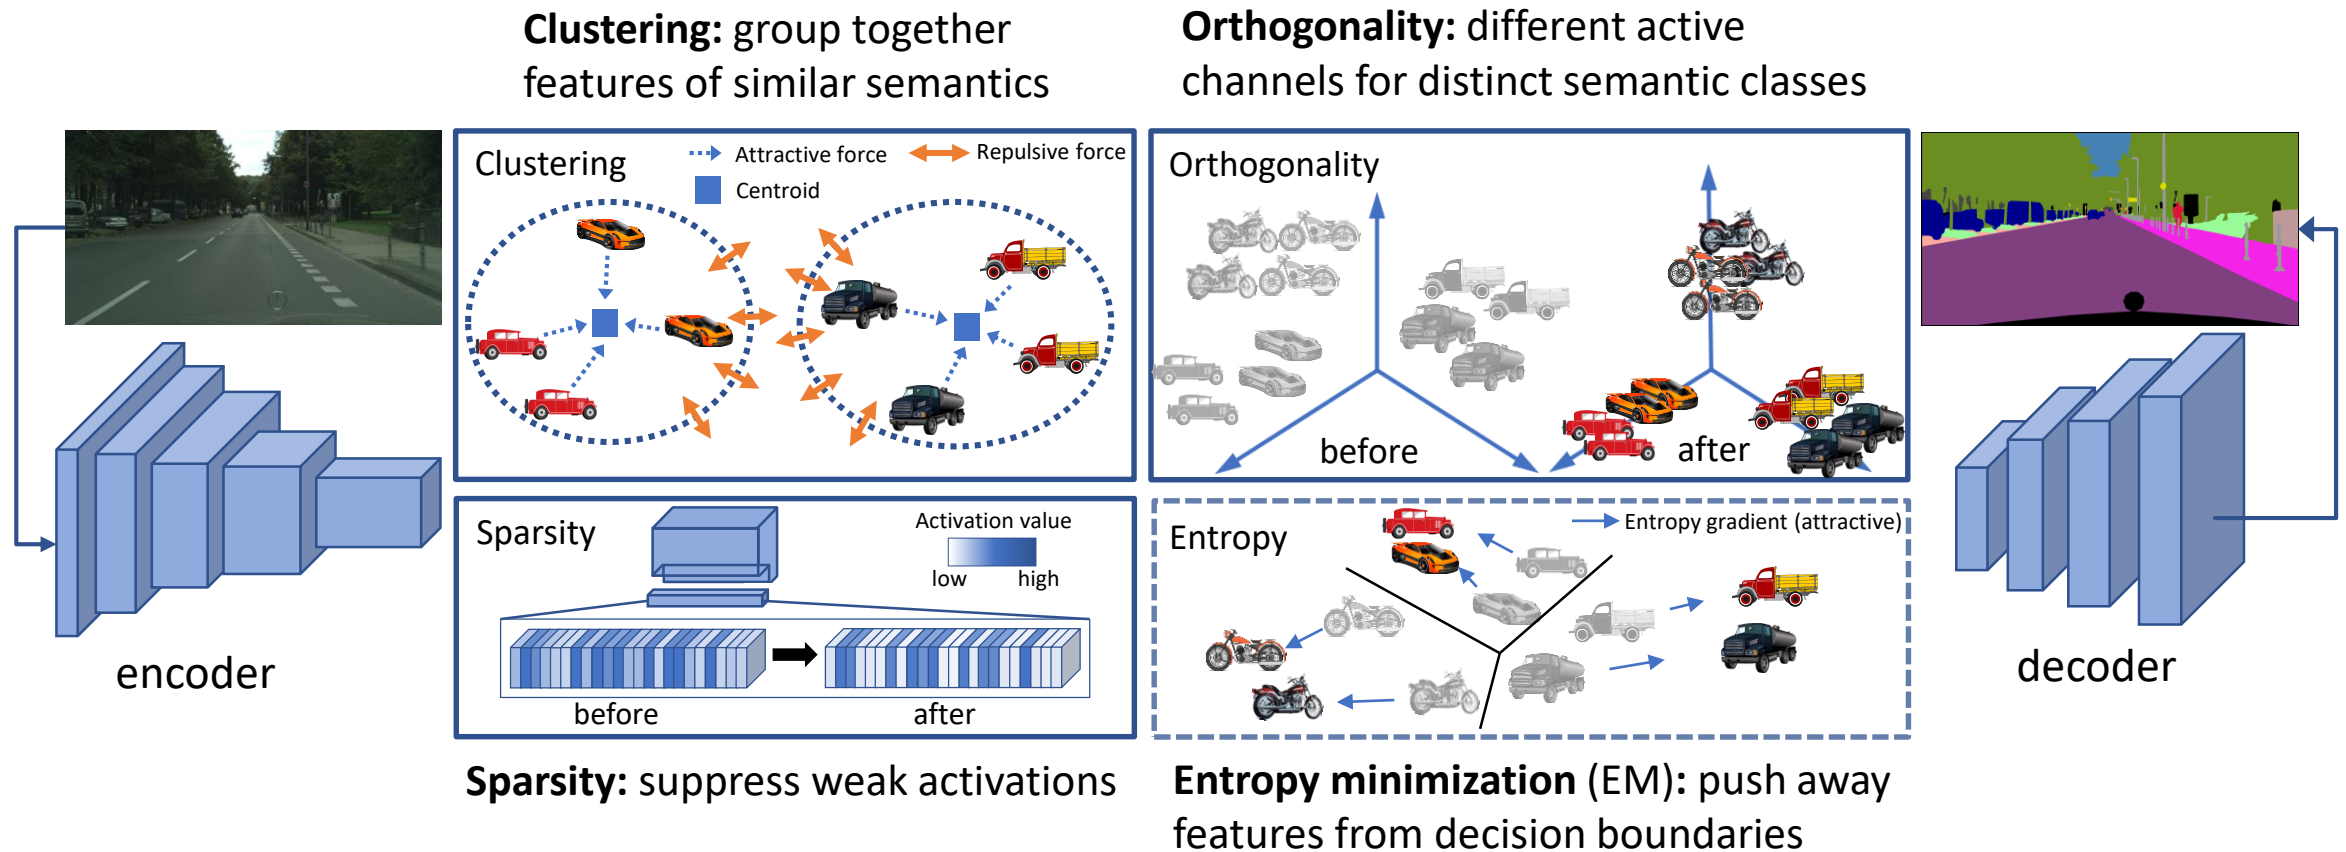 Clustering: group together
features of similar semantics
Orthogonality: different active
channels for distinct semantic classes
Clustering
Attractive force
Repulsive force
Centroid
Orthogonality
before
after
Sparsity
Activation value
low
high
before
after
Entropy
Entropy gradient (attractive)
encoder
decoder
Sparsity: suppress weak activations
Entropy minimization (EM): push away
features from decision boundaries